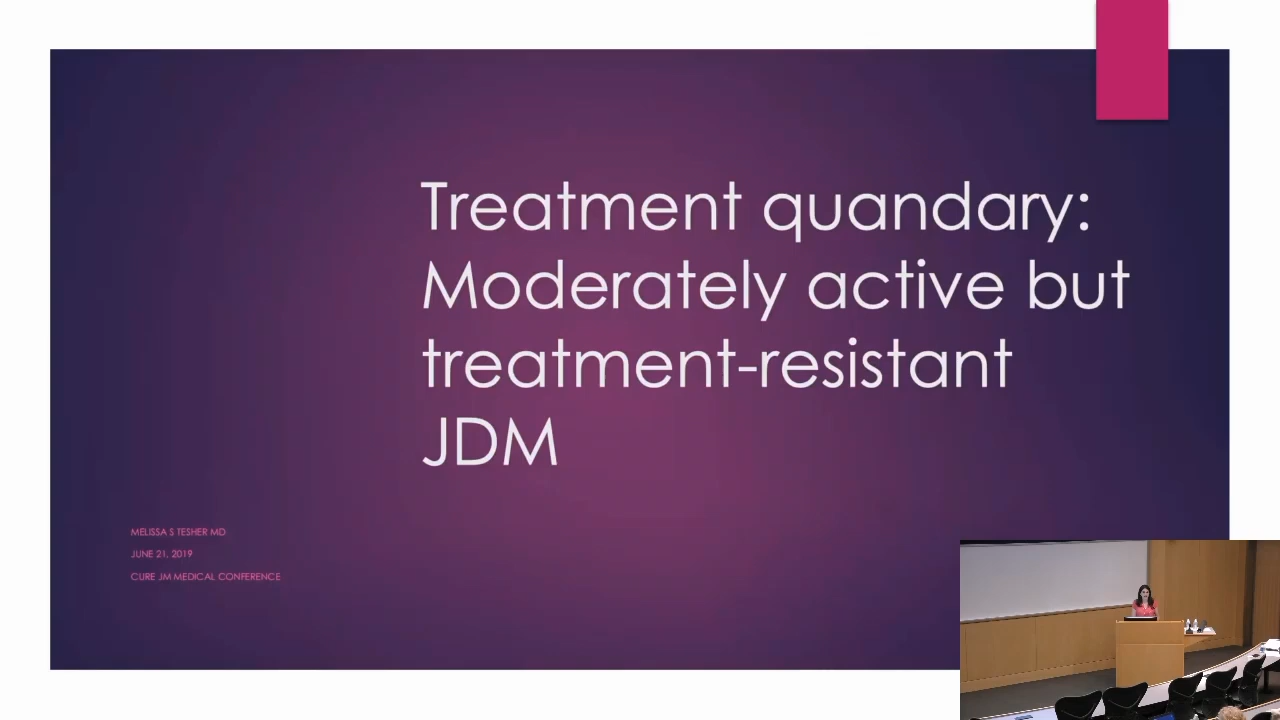 Treatment quandary:
Moderately active but
treatment-resistant
JDM
MELISSA S TESHER MD
JUNE 21, 2019
CURE JM MEDICAL CONFERENCE